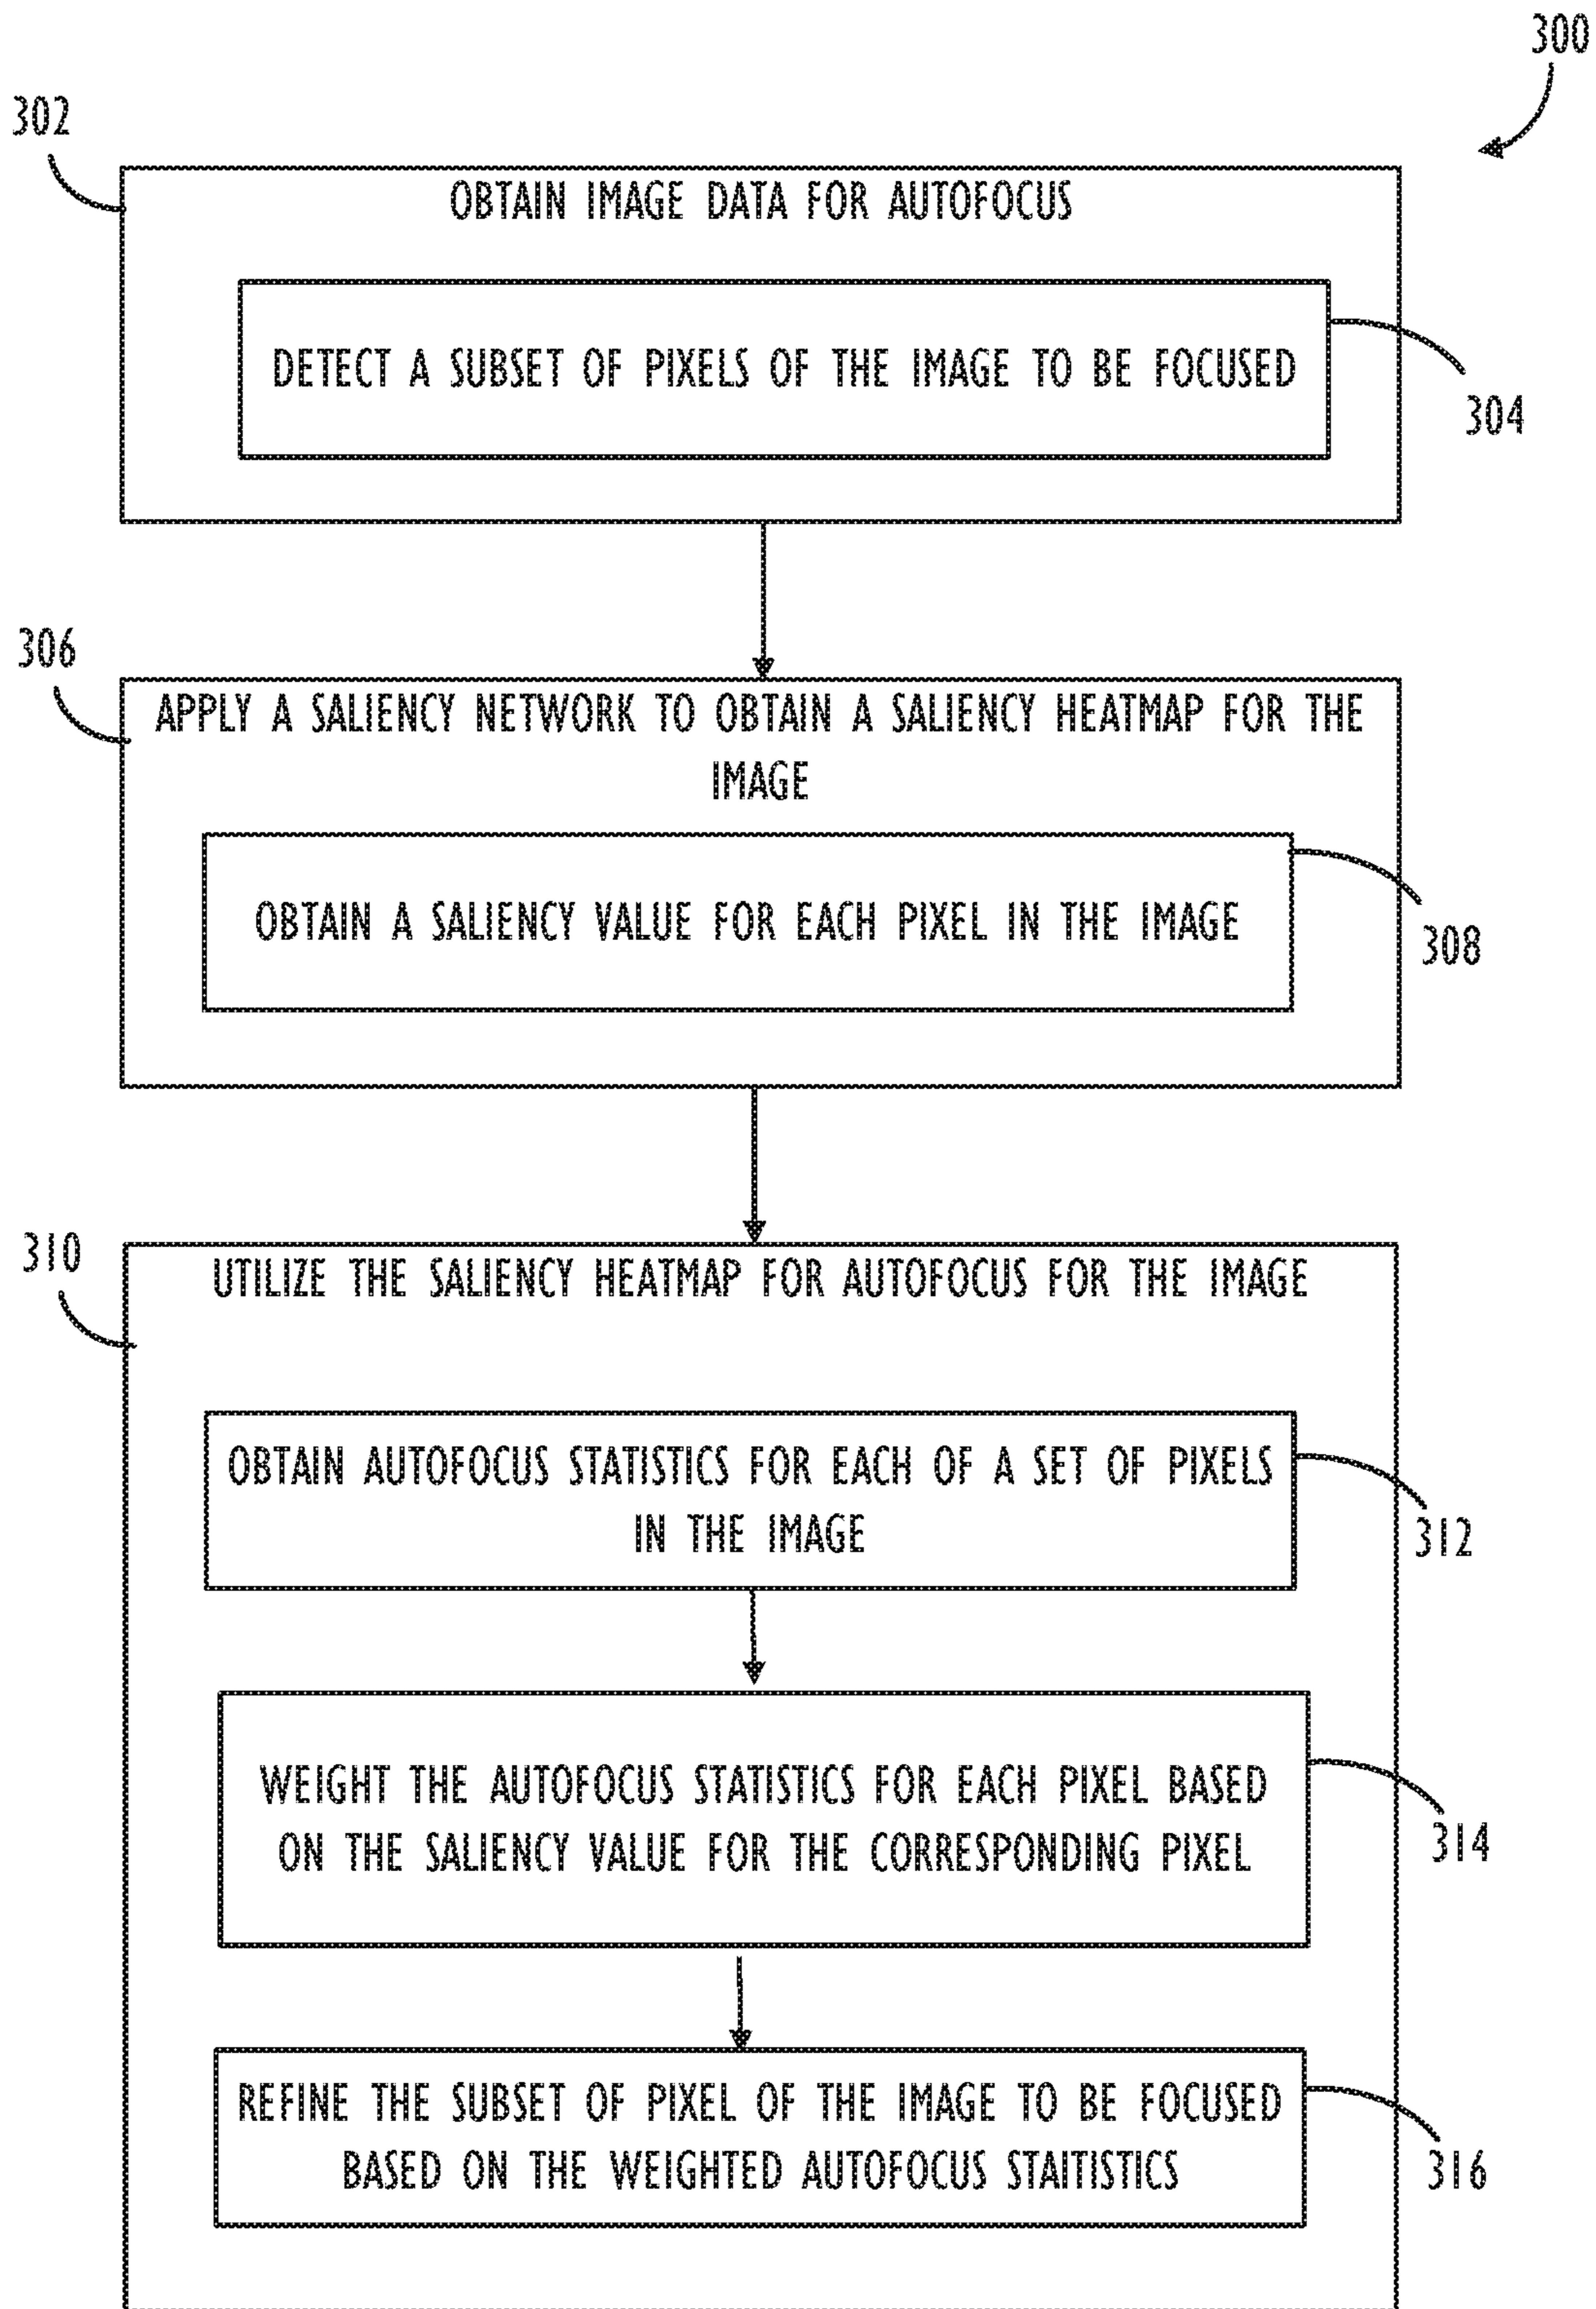 300
302
OBTAIN IMAGE DATA FOR AUTOFOCUS
DETECT A SUBSET OF PIXELS OF THE IMAGE TO BE FOCUSED
304
306
APPLY A SALIENCY NETWORK TO OBTAIN A SALIENCY HEATMAP FOR THE
IMAGE
OBTAIN A SALIENCY VALUE FOR EACH PIXEL IN THE IMAGE
308
310
UTILIZE THE SALIENCY HEATMAP FOR AUTOFOCUS FOR THE IMAGE
OBTAIN AUTOFOCUS STATISTICS FOR EACH OF A SET OF PIXELS
IN THE IMAGE
312
WEIGHT THE AUTOFOCUS STATISTICS FOR EACH PIXEL BASED
ON THE SALIENCY VALUE FOR THE CORRESPONDING PIXEL
314
REFINE THE SUBSET OF PIXEL OF THE IMAGE TO BE FOCUSED
BASED ON THE WEIGHTED AUTOFOCUS STAITISTICS
316